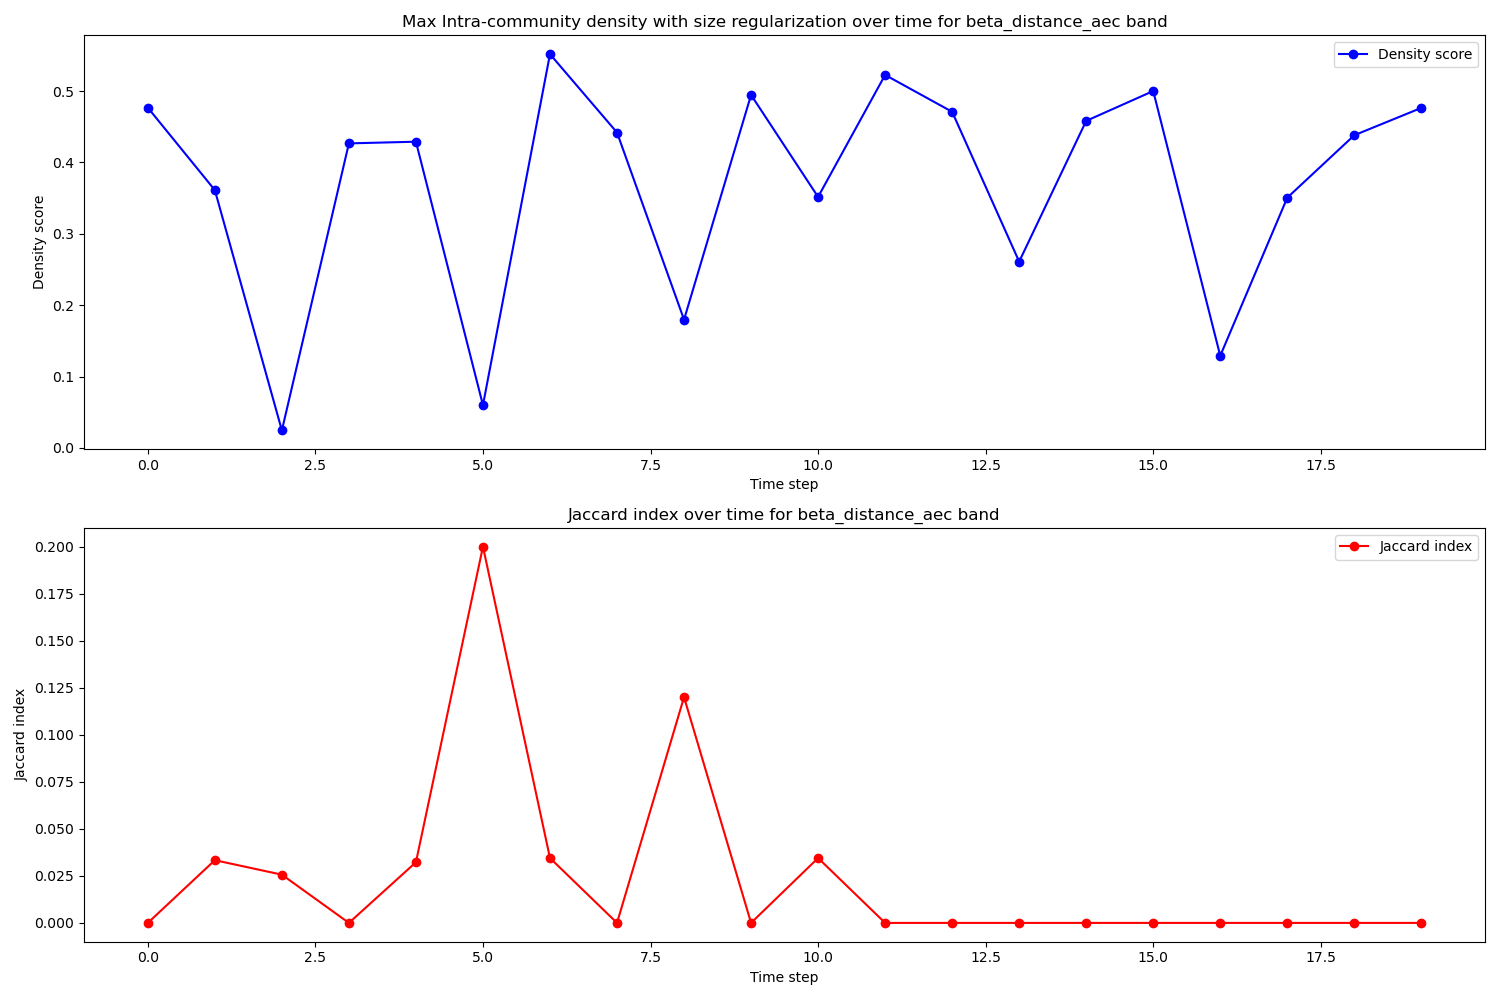 Max Intra-community density with size regularization over time for beta_distance_aec band
Density score
Density score
0.5
0.4
0.3
0.2
0.1
0.0
0.0 2.5 5.0 7.5 10.0 12.5 15.0 17.5
Time step
Jaccard index over time for beta_distance_aec band
Jaccard index
Jaccard index
0.200
0.175
0.150
0.125
0.100
0.075
0.050
0.025
0.000
0.0 2.5 5.0 7.5 10.0 12.5 15.0 17.5
Time step